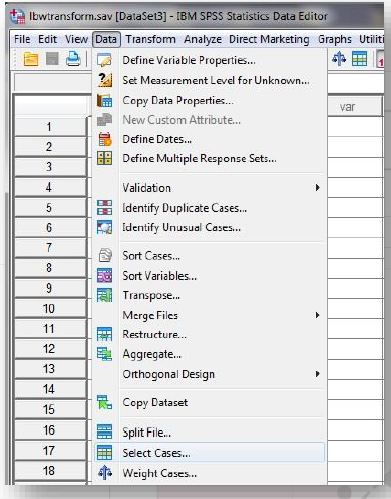 lbwtransform.sav [DataSet3] - IBM SPSS Statistics Data Editor
File Edit View Data Transform Analyze Direct Marketing Graphs Utiliti
Define Variable Properties...
Set Measurement Level for Unknown...
Copy Data Properties...
New Custom Attribute...
Define Dates...
Define Multiple Response Sets...
Validation
Identify Duplicate Cases...
Identify Unusual Cases...
Sort Cases...
Sort Variables...
Transpose...
Merge Files
Restructure...
Aggregate...
Orthogonal Design
Copy Dataset
Split File...
Select Cases...
Weight Cases...
var
1
2
3
4
5
6
7
8
9
10
11
12
13
14
15
16
17
18